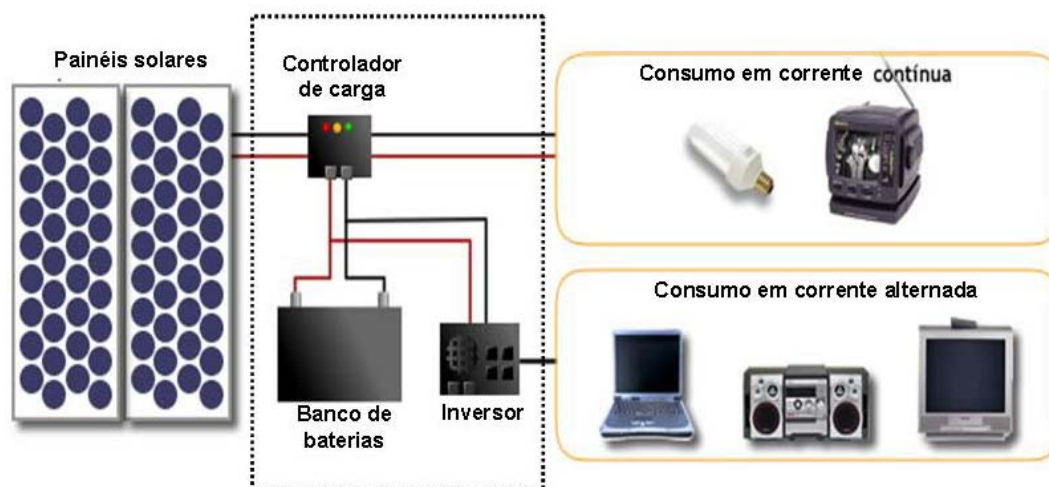 Painéis solares
Controlador
de carga
Consumo em corrente contínua
Banco de
baterias
Inversor
Consumo em corrente alternada